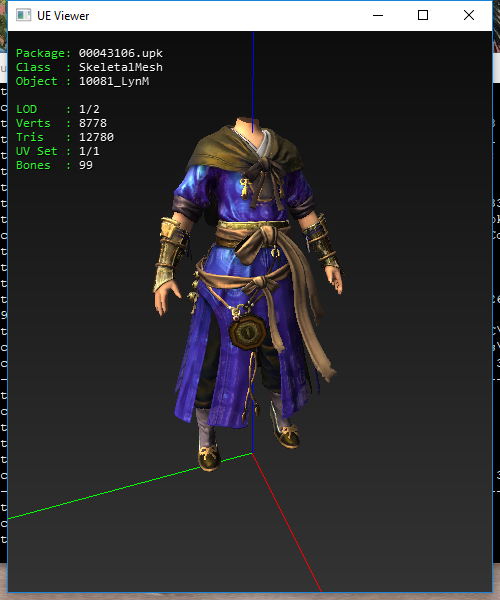 UE Viewer
Package: 00043106.upk
Class : SkeletalMesh
Object : 10081_LynM
LOD : 1/2
Verts : 8778
Tris : 12780
UV Set : 1/1
Bones : 99